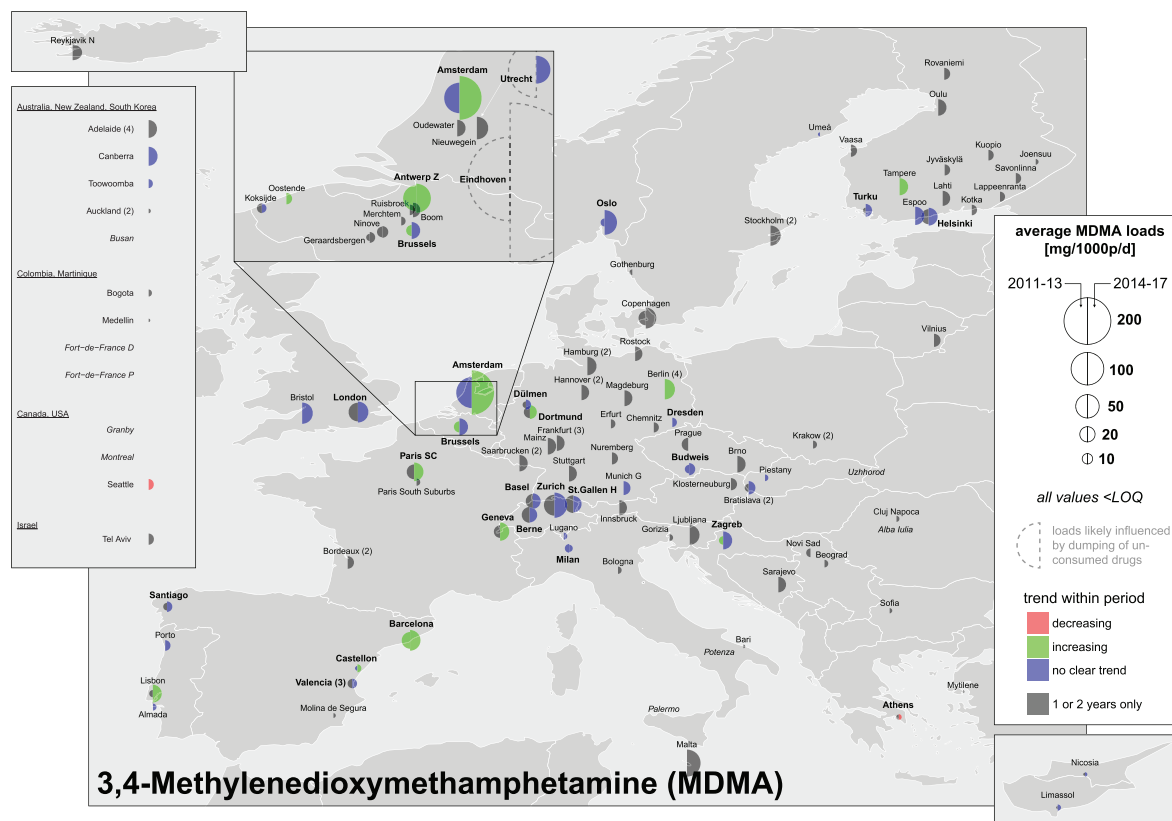 Reykjavik N
Australia, New Zealand, South Korea
Adelaide (4)
Canberra
Toowoomba
Auckland (2)
Busan
Colombia, Martinique
Bogota
Medellin
Fort−de−France D
Fort−de−France P
Canada, USA
Granby
Montreal
Seattle
Israel
Tel Aviv
Amsterdam
Utrecht
Oudewater
Nieuwegein
Eindhoven
Antwerp Z
Oostende
Koksijde
Ruisbroek
Merchtem
Boom
Ninove
Geraardsbergen
Brussels
Rovaniemi
Oulu
Umeå
Vaasa
Kuopio
Joensuu
Jyväskylä
Savonlinna
Tampere
Lahti
Lappeenranta
Turku
Espoo
Kotka
Helsinki
Oslo
Stockholm (2)
Gothenburg
Copenhagen
Rostock
Vilnius
Hamburg (2)
Amsterdam
Hannover (2)
Berlin (4)
Magdeburg
Bristol
London
Dülmen
Dortmund
Erfurt
Chemnitz
Dresden
Brussels
Frankfurt (3)
Mainz
Prague
Krakow (2)
Saarbrucken (2)
Nuremberg
Brno
Paris SC
Stuttgart
Budweis
Piestany
Uzhhorod
Paris South Suburbs
Munich G
Klosterneuburg
Basel
Zurich
St.Gallen H
Bratislava (2)
Geneva
Berne
Innsbruck
Cluj Napoca
Lugano
Gorizia
Ljubljana
Zagreb
Alba Iulia
Milan
Novi Sad
Bordeaux (2)
Bologna
Beograd
Sarajevo
Santiago
Sofia
Porto
Barcelona
Bari
Potenza
Castellon
Valencia (3)
Lisbon
Mytilene
Almada
Molina de Segura
Palermo
Athens
Malta
3,4-Methylenedioxymethamphetamine (MDMA)
average MDMA loads
[mg/1000p/d]
2011-13
2014-17
200
100
50
20
10
all values <LOQ
loads likely influenced
by dumping of un-
consumed drugs
trend within period
decreasing
increasing
no clear trend
1 or 2 years only
Nicosia
Limassol